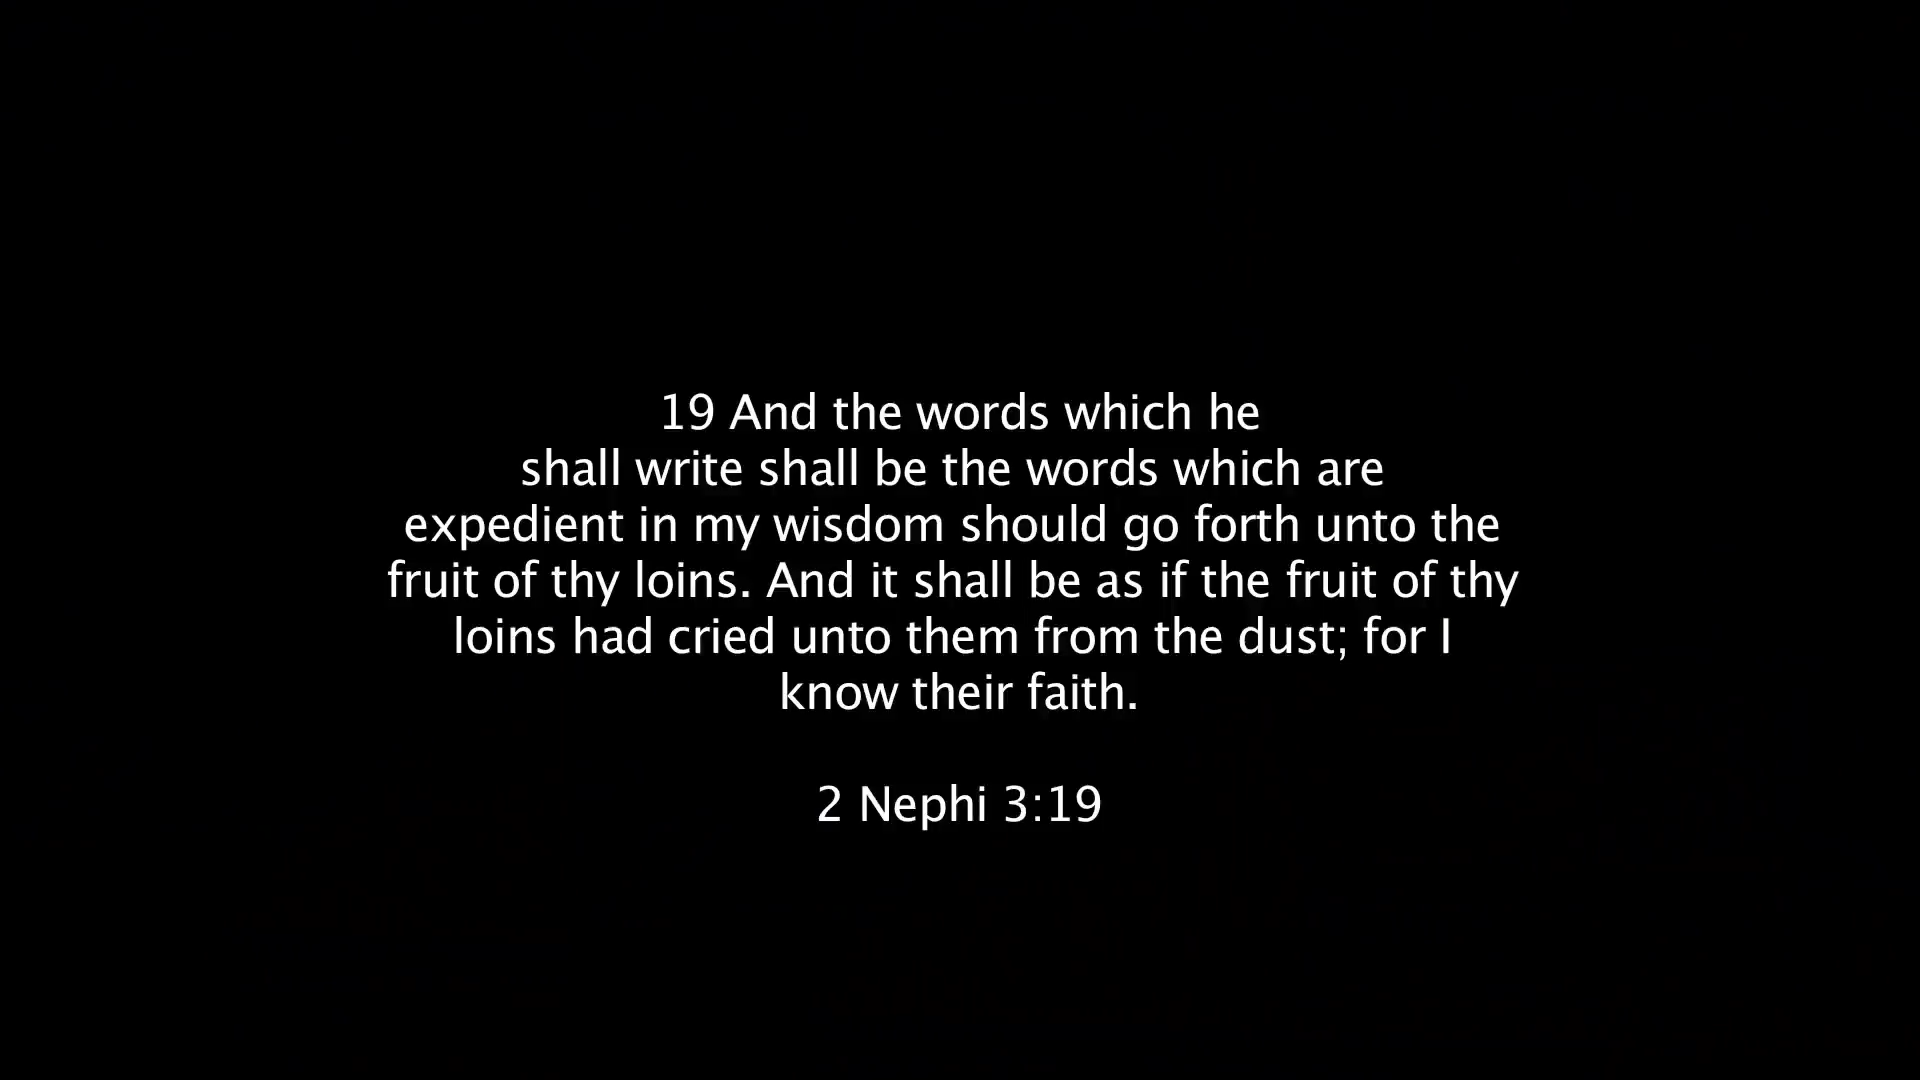 19 And the words which he
shall write shall be the words which are
expedient in my wisdom should go forth unto the
fruit of thy loins. And it shall be as if the fruit of thy
loins had cried unto them from the dust; for I
know their faith.
2 Nephi 3:19